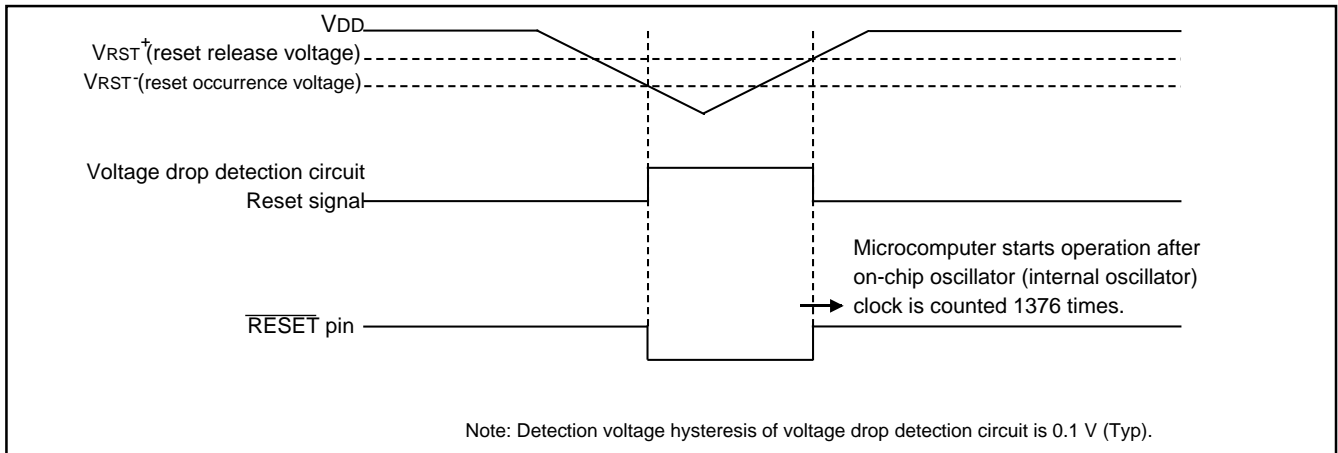 VDD
VRST+(reset release voltage)
VRST-(reset occurrence voltage)
Voltage drop detection circuit
Reset signal
Microcomputer starts operation after
on-chip oscillator (internal oscillator)
clock is counted 1376 times.
RESET pin
Note: Detection voltage hysteresis of voltage drop detection circuit is 0.1 V (Typ).